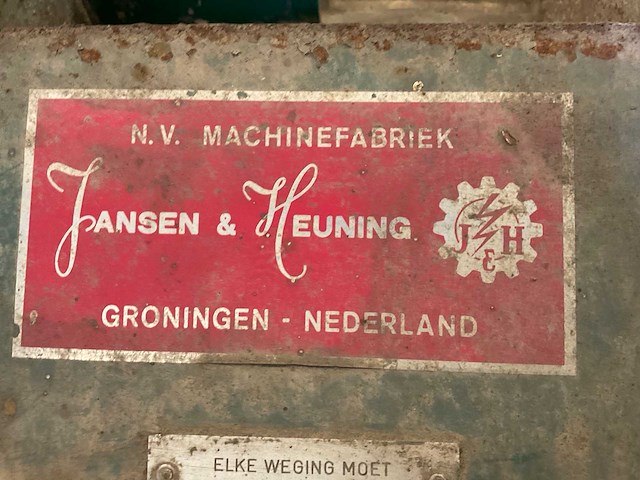 N.V. MACHINEFABRIEK
JANSEN & HEUNING
J & H
GRONINGEN - NEDERLAND
ELKE WEGING MOET